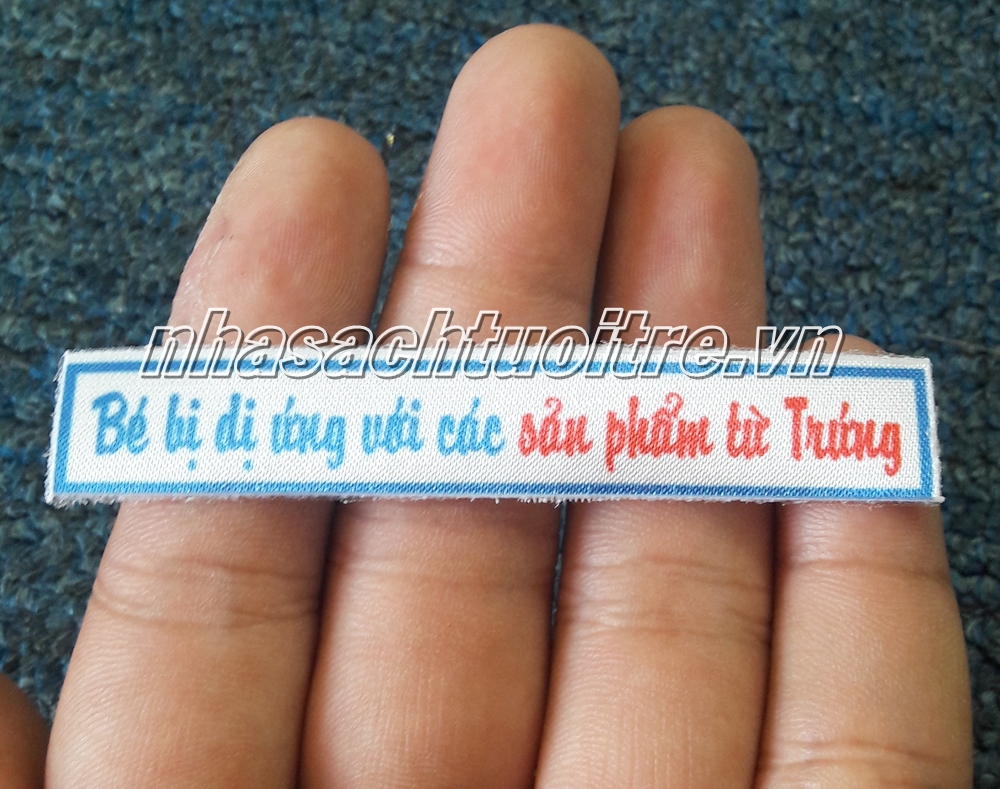 nhasachtuoitre.vn
Bé bị dị ứng với các sản phẩm từ Trứng